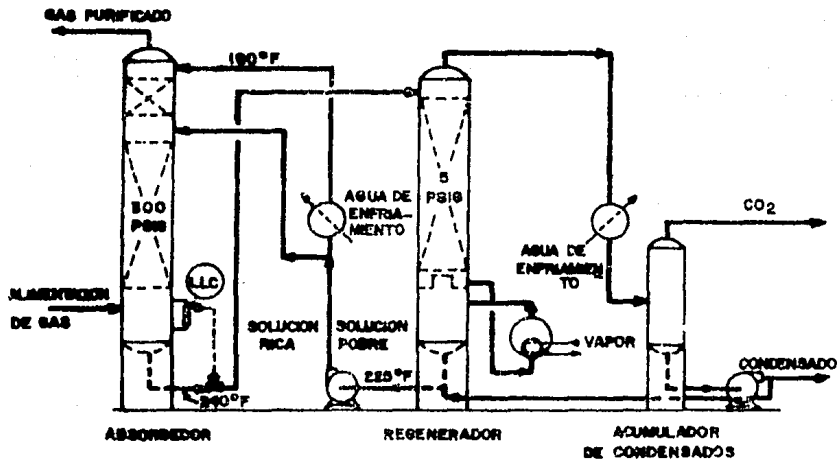 GAS PURIFICADO
190°F
300
PSIG
5
PSIG
AGUA DE
ENFRIA-
MIENTO
CO2
AGUA DE
ENFRIAMIEN
TO
LLC
ALIMENTACION
DE GAS
SOLUCION
RICA
SOLUCION
POBRE
VAPOR
225°F
240°F
CONDENSADO
ABSORBEDOR
REGENERADOR
ACUMULADOR
DE CONDENSADOS